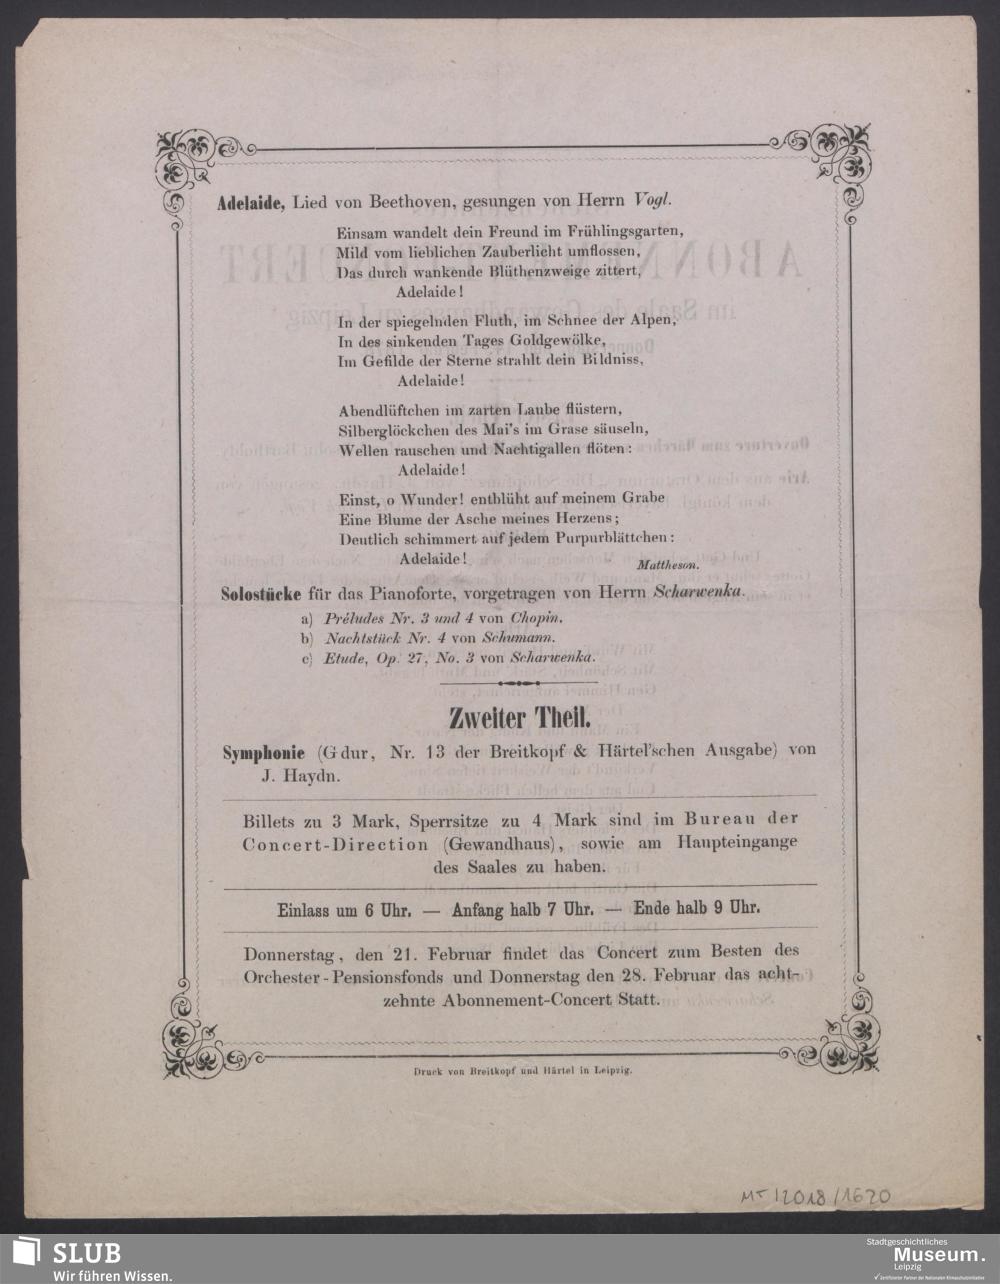 Adelaide, Lied von Beethoven, gesungen von Herrn Vogl.
Einsam wandelt dein Freund im Frühlingsgarten,
Mild vom lieblichen Zauberlicht umflossen,
Das durch wankende Blüthenzweige zittert,
Adelaide!
In der spiegelnden Fluth, im Schnee der Alpen,
In des sinkenden Tages Goldgewölke,
Im Gefilde der Sterne strahlt dein Bildniss,
Adelaide!
Abendlüftchen im zarten Laube flüstern,
Silberglöckchen des Mai's im Grase säuseln,
Wellen rauschen und Nachtigallen flöten:
Adelaide!
Einst, o Wunder! entblüht auf meinem Grabe
Eine Blume der Asche meines Herzens;
Deutlich schimmert auf jedem Purpurblättchen:
Adelaide!
Mattheson.
Solostücke für das Pianoforte, vorgetragen von Herrn Scharwenka.
a) Préludes Nr. 3 und 4 von Chopin.
b) Nachtstück Nr. 4 von Schumann.
c) Etude, Op. 27, No. 3 von Scharwenka.
Zweiter Theil.
Symphonie (G dur, Nr. 13 der Breitkopf & Härtel'schen Ausgabe) von
J. Haydn.
Billets zu 3 Mark, Sperrsitze zu 4 Mark sind im Bureau der
Concert-Direction (Gewandhaus), sowie am Haupteingange
des Saales zu haben.
Einlass um 6 Uhr. — Anfang halb 7 Uhr. — Ende halb 9 Uhr.
Donnerstag, den 21. Februar findet das Concert zum Besten des
Orchester-Pensionsfonds und Donnerstag den 28. Februar das acht-
zehnte Abonnement-Concert Statt.
Druck von Breitkopf und Härtel in Leipzig.
MT 12018/1620
SLUB
Wir führen Wissen.
Stadtgeschichtliches
Museum.
Leipzig
Zertifizierter Partner der Nationalen Klimaschutzinitiative